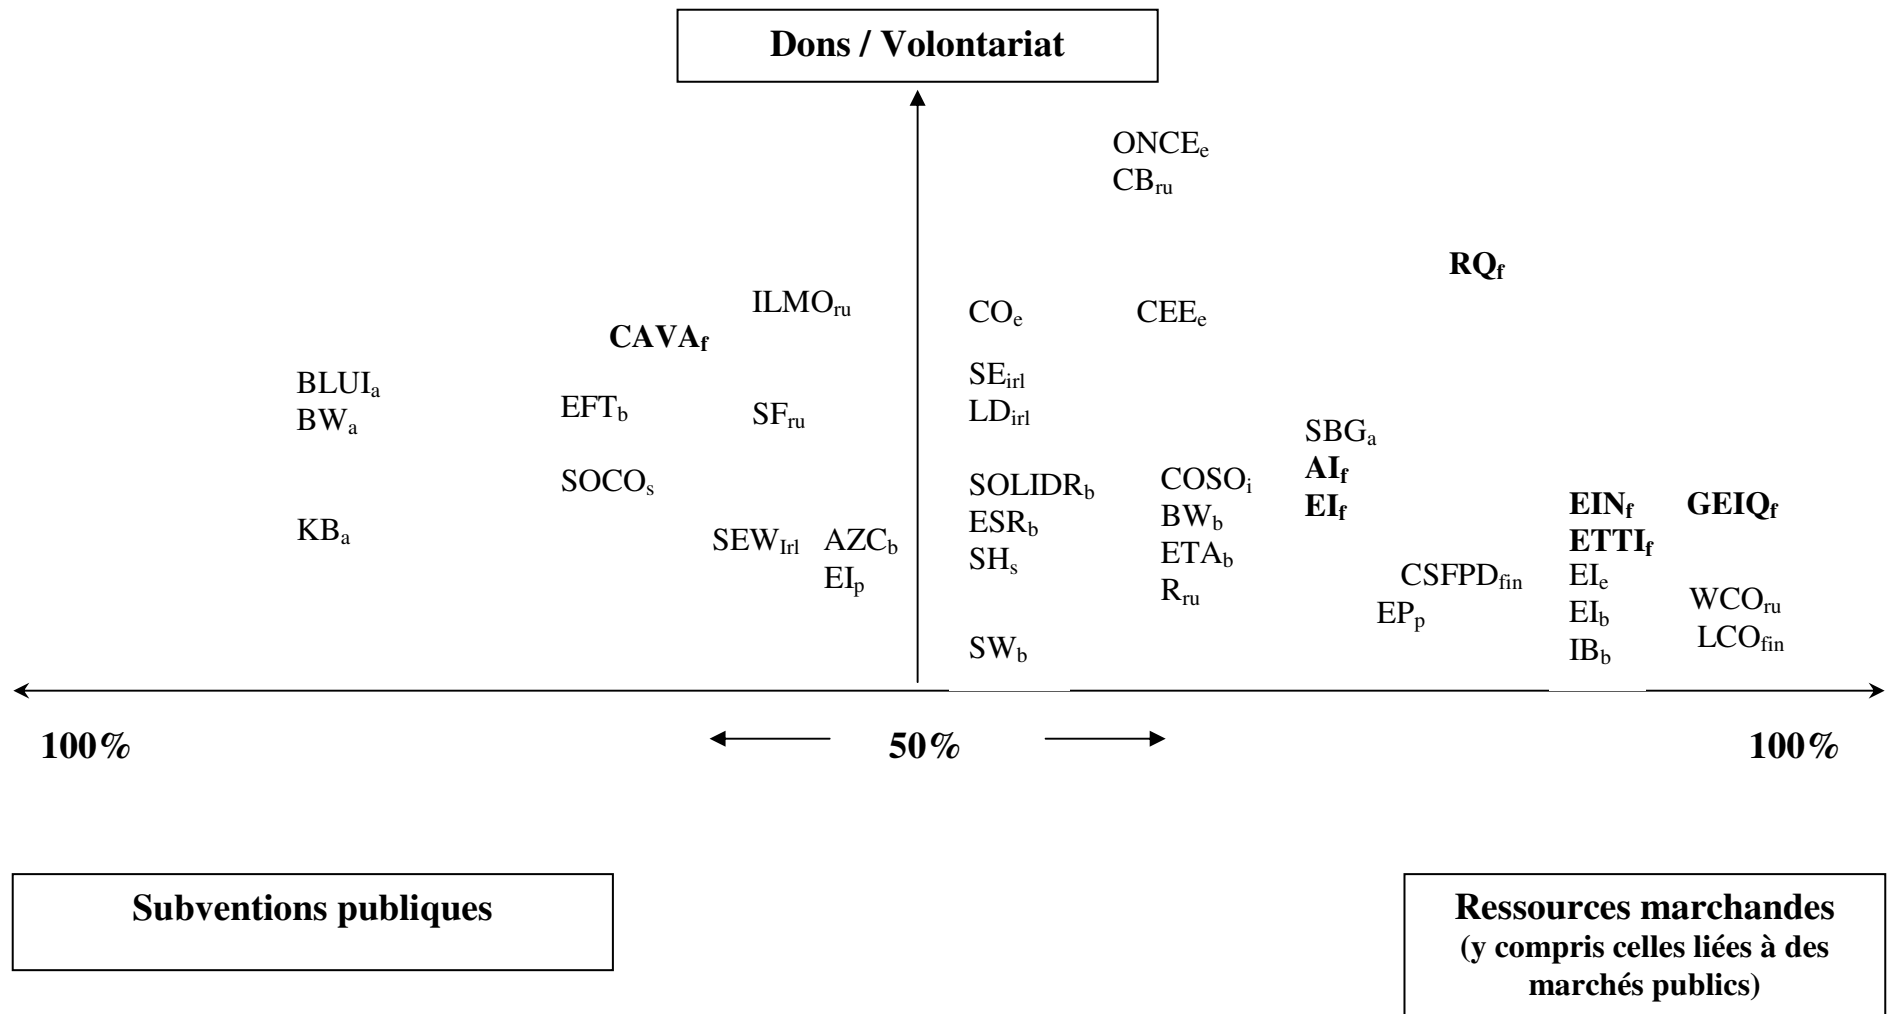 Dons / Volontariat
ONCEe
CBru
RQf
ILMOru
COe
CEEe
CAVAf
BLUIa
BWa
EFTb
SFru
SEirl
LDirl
SBGa
AIf
EIf
SOCOs
SOLIDRb
ESRb
SHs
COSOi
BWb
ETAb
Rru
EINf
ETTIf
EIe
EIb
IBb
GEIQf
KBa
SEWIrl
AZCb
EIp
CSFPDfin
EPp
WCOru
LCOfin
SWb
100%
50%
100%
Subventions publiques
Ressources marchandes
(y compris celles liées à des
marchés publics)